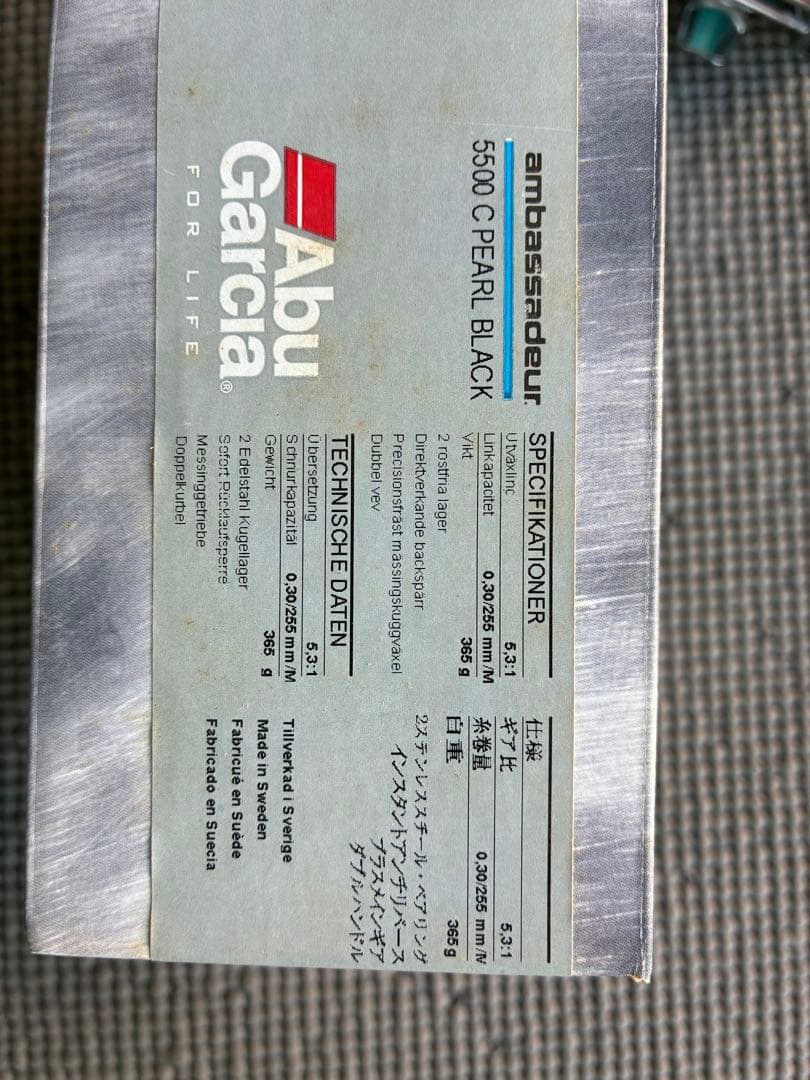 ambassadeur.
5500 C PEARL BLACK
Abu
Garcia®
FOR LIFE
SPECIFIKATIONER
Utväxling 5,3:1
Linkapacitet 0,30/255 mm/M
Vikt 365 g
2 rostfria lager
Direktverkande backspärr
Precisionsfräst mässingskuggväxel
Dubbel vev
TECHNISCHE DATEN
Übersetzung 5,3:1
Schnurkapazität 0,30/255 mm/M
Gewicht 365 g
2 Edelstahl Kugellager
Sofort Rücklaufsperre
Messinggetriebe
Doppelkurbel
仕様
ギア比 5,3:1
糸巻量 0,30/255 mm/M
自重 365g
2ステンレススチール・ベアリング
インスタントアンチリバース
ブラスメインギア
ダブルハンドル
Tillverkad i Sverige
Made in Sweden
Fabriqué en Suède
Fabricado en Suecia